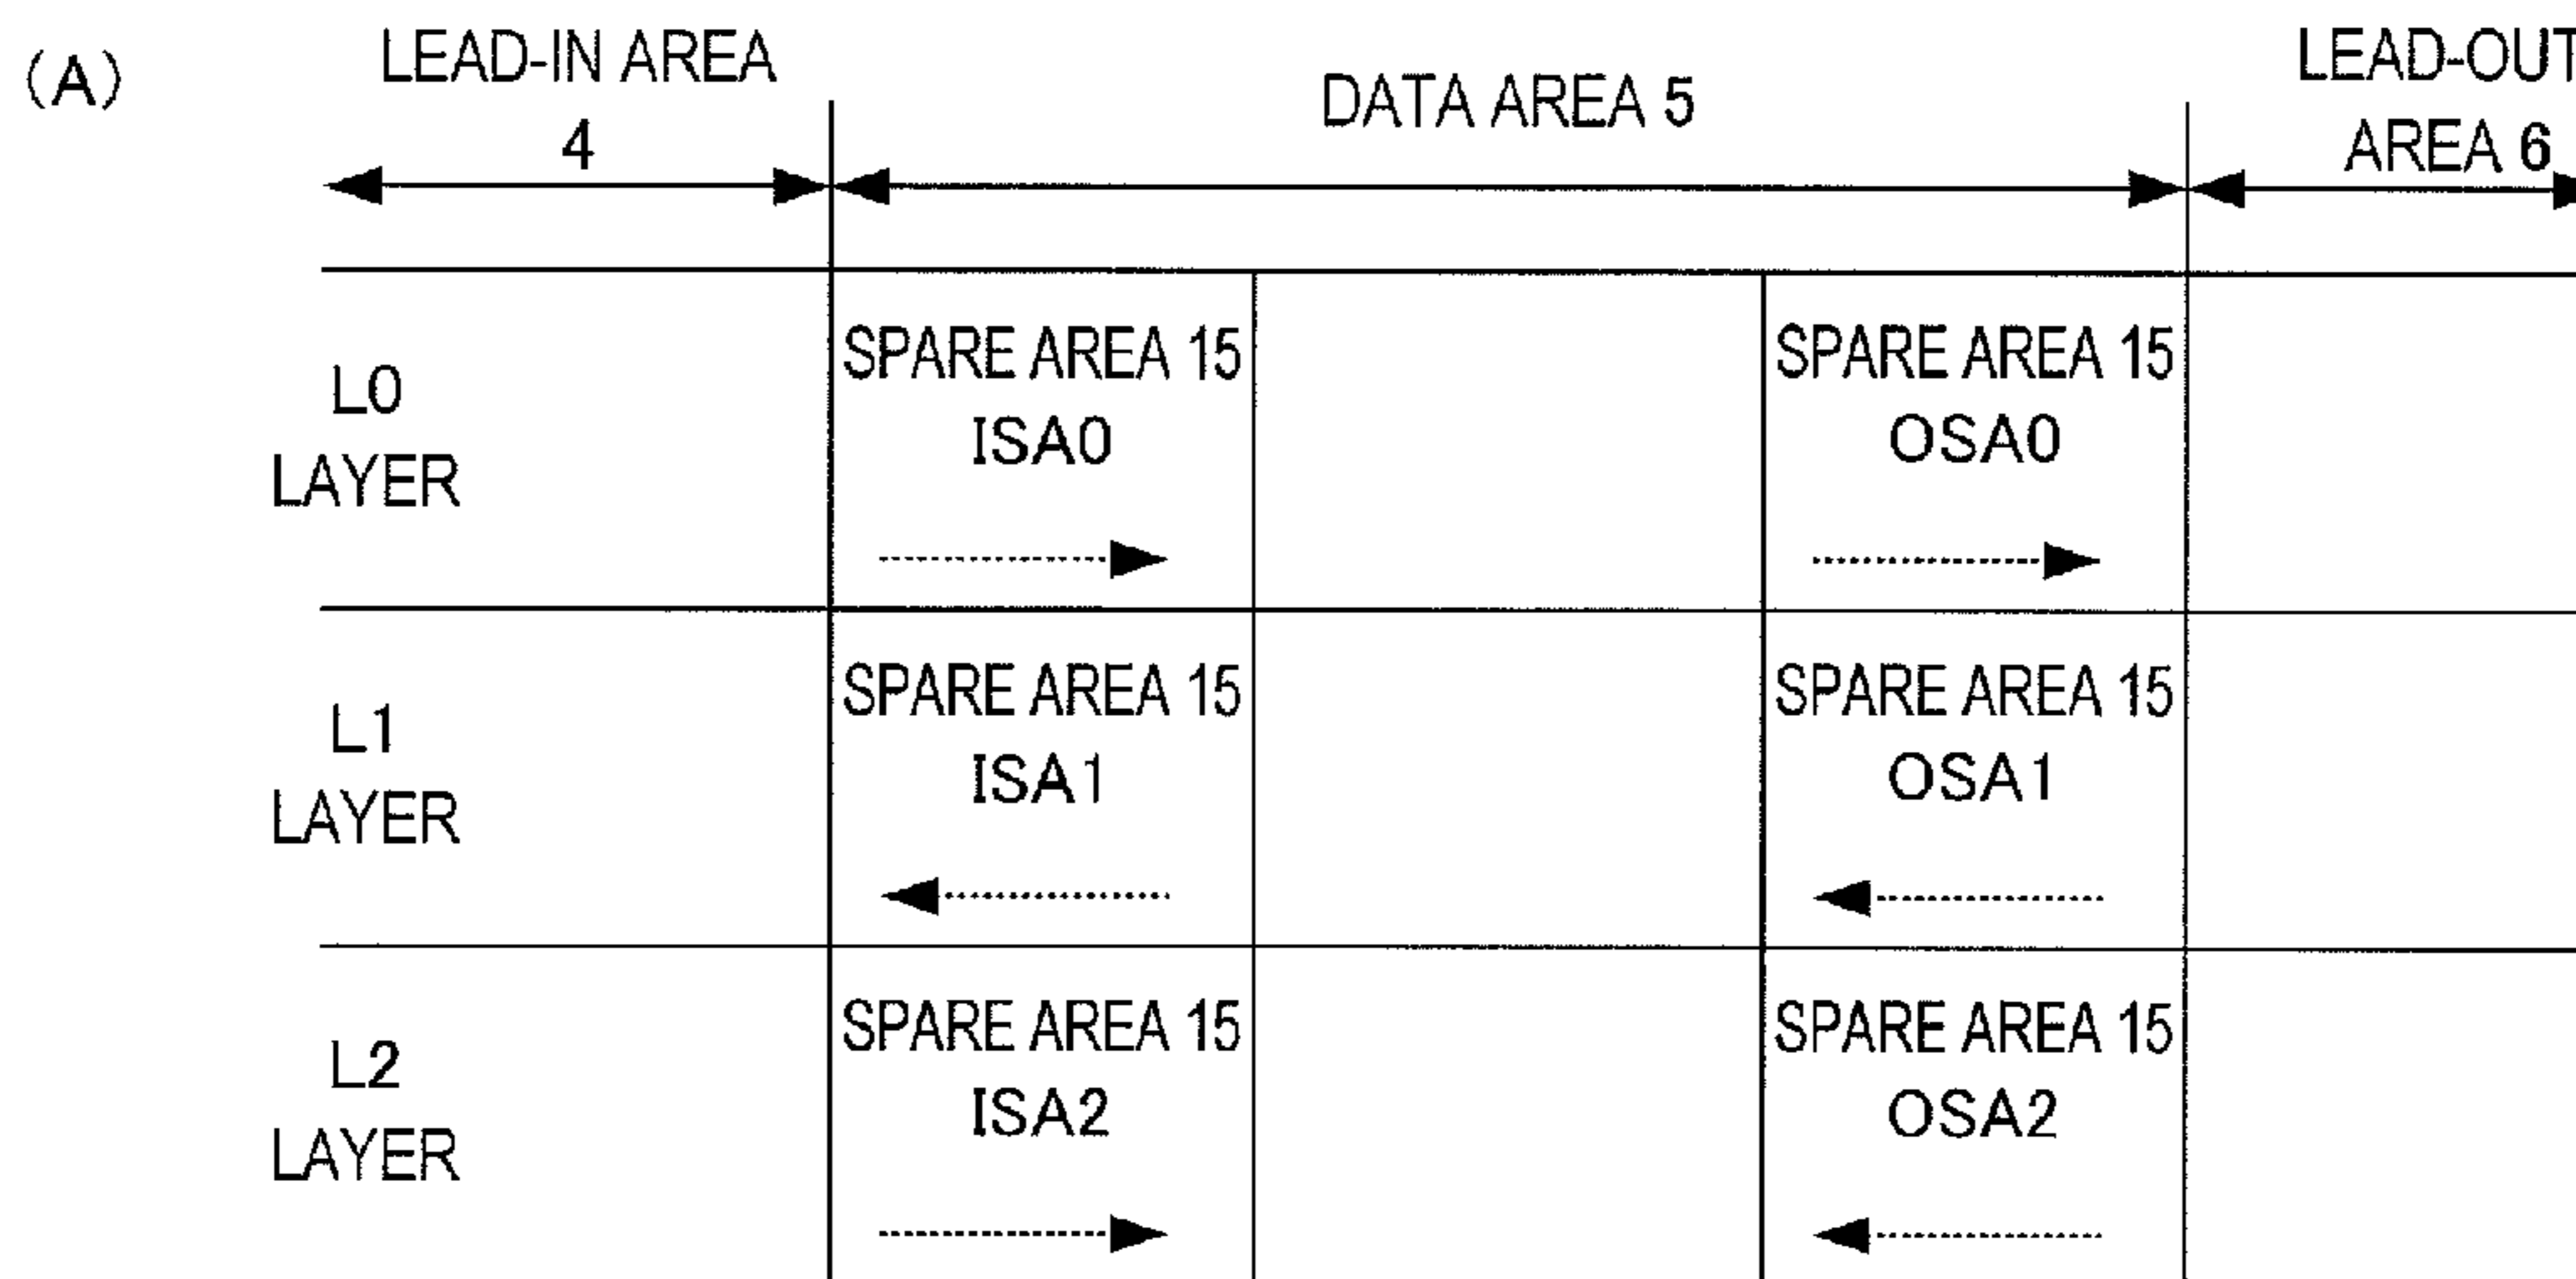 (A)
LEAD-IN AREA
4
DATA AREA 5
LEAD-OUT
AREA 6
L0
LAYER
SPARE AREA 15
ISA0
SPARE AREA 15
OSA0
L1
LAYER
SPARE AREA 15
ISA1
SPARE AREA 15
OSA1
L2
LAYER
SPARE AREA 15
ISA2
SPARE AREA 15
OSA2